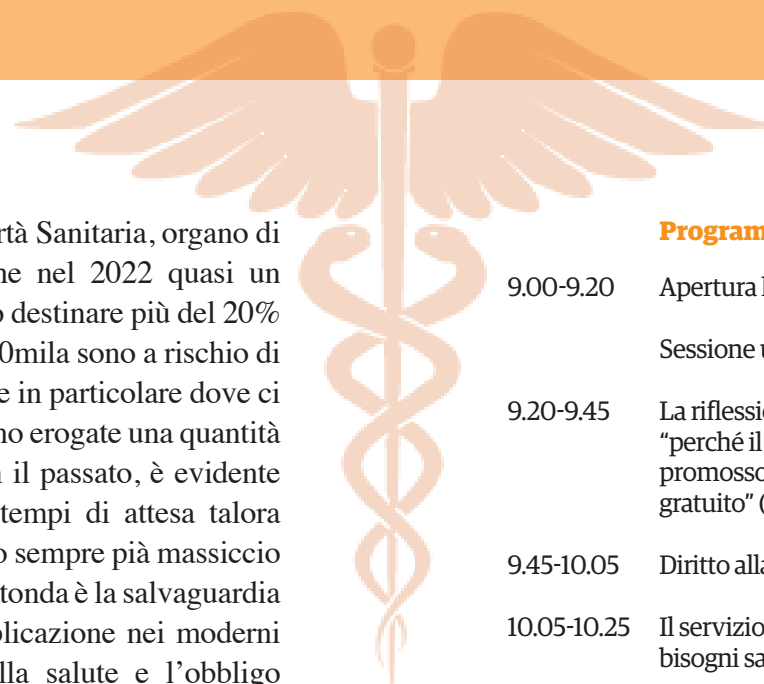 rtà Sanitaria, organo di
ne nel 2022 quasi un
o destinare più del 20%
0mila sono a rischio di
e in particolare dove ci
no erogate una quantità
n il passato, è evidente
tempi di attesa talora
o sempre pià massiccio
tonda è la salvaguardia
plicazione nei moderni
lla salute e l’obbligo
Program
9.00-9.20 Apertura l
Sessione u
9.20-9.45 La riflessio
“perché il
promosso
gratuito” (
9.45-10.05 Diritto alla
10.05-10.25 Il servizio
bisogni sa